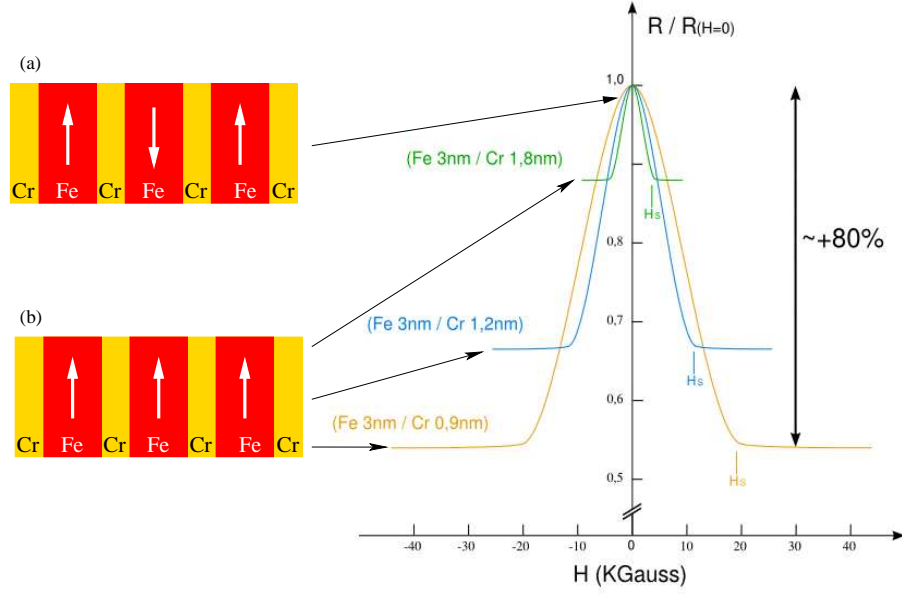 (a)
Cr Fe Cr Fe Cr Fe Cr
(b)
Cr Fe Cr Fe Cr Fe Cr
R / R(H=0)
1,0
(Fe 3nm / Cr 1,8nm)
Hs
0,8
~+80%
0,7
(Fe 3nm / Cr 1,2nm)
Hs
0,6
(Fe 3nm / Cr 0,9nm)
Hs
0,5
-40 -20 -10 0 10 20 30 40
H (KGauss)